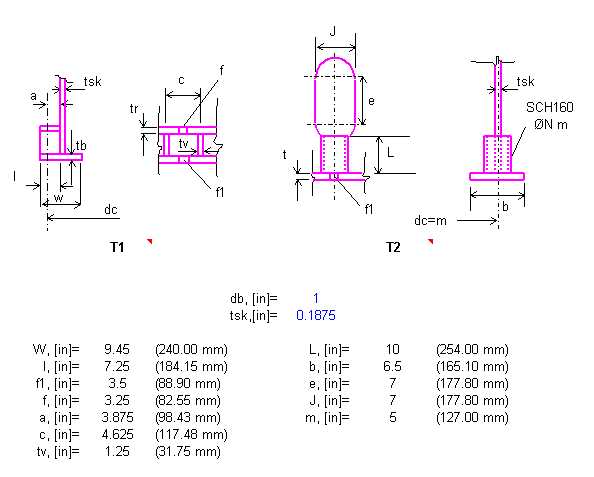 J
tsk
a
c
f
tr
tv
tb
l
w
f1
dc
T1
e
t
L
f1
tsk
SCH160
ØN m
b
dc=m
T2
db, [in]= 1
tsk,[in]= 0.1875
W, [in]= 9.45 (240.00 mm)
l, [in]= 7.25 (184.15 mm)
f1, [in]= 3.5 (88.90 mm)
f, [in]= 3.25 (82.55 mm)
a, [in]= 3.875 (98.43 mm)
c, [in]= 4.625 (117.48 mm)
tv, [in]= 1.25 (31.75 mm)
L, [in]= 10 (254.00 mm)
b, [in]= 6.5 (165.10 mm)
e, [in]= 7 (177.80 mm)
J, [in]= 7 (177.80 mm)
m, [in]= 5 (127.00 mm)